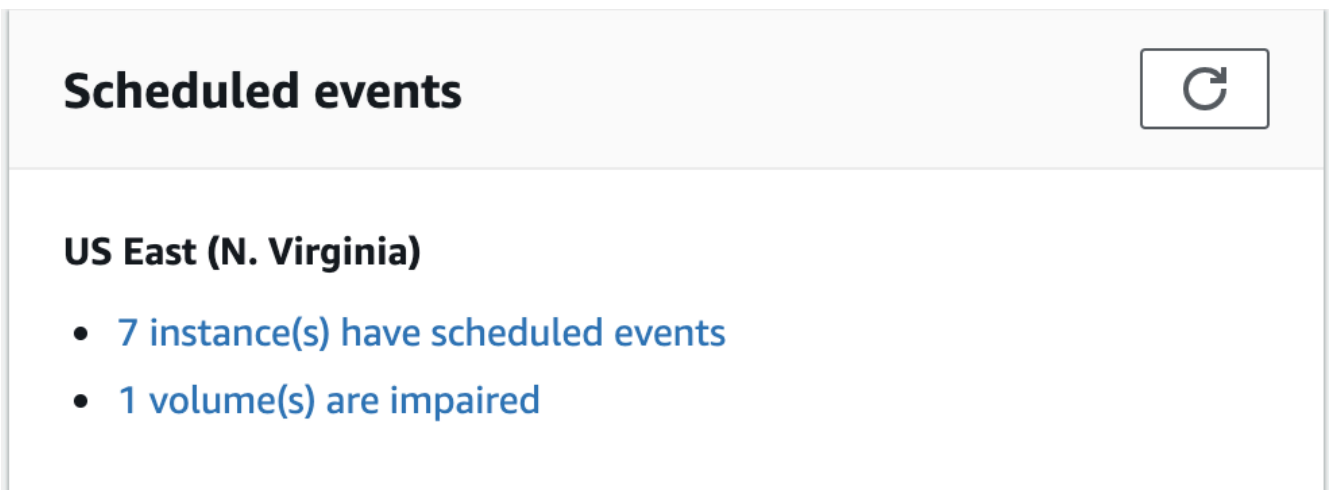 Scheduled events
US East (N. Virginia)
7 instance(s) have scheduled events
1 volume(s) are impaired